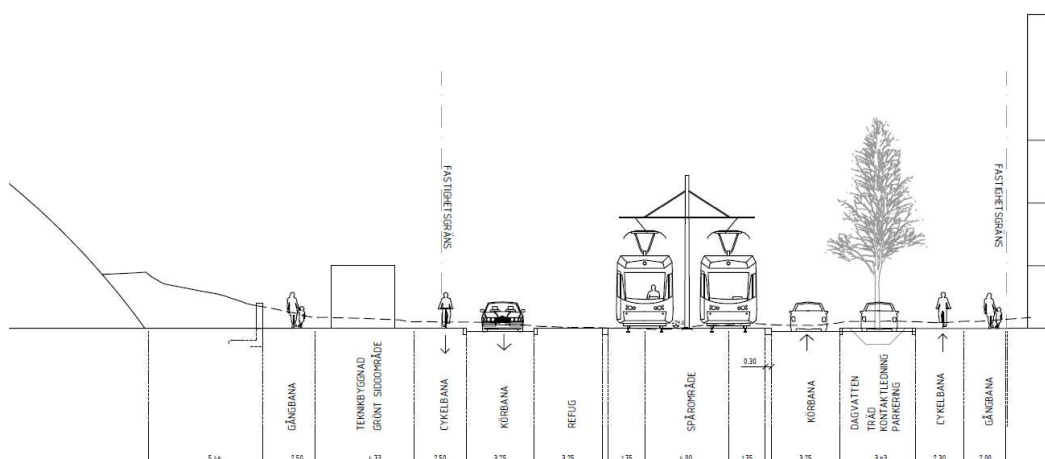 FASTIGHETSGRÄNS
FASTIGHETSGRÄNS
0.30
GÅNGBANA
TEKNIKBYGGNAD
GRÖNT SIDOOMRÅDE
CYKELBANA
KÖRBANA
REFUG
SPÅROMRÅDE
KÖRBANA
DAGVATTEN
TRÄD
KONTAKTLEDNING
PARKERING
CYKELBANA
GÅNGBANA
2.50
2.50
3.25
3.25
1.75
4.00
1.75
3.25
2.30
2.00